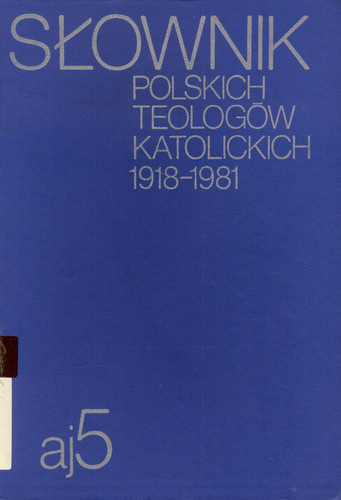 SŁOWNIK
POLSKICH
TEOLOGÓW
KATOLICKICH
1918-1981
aj5